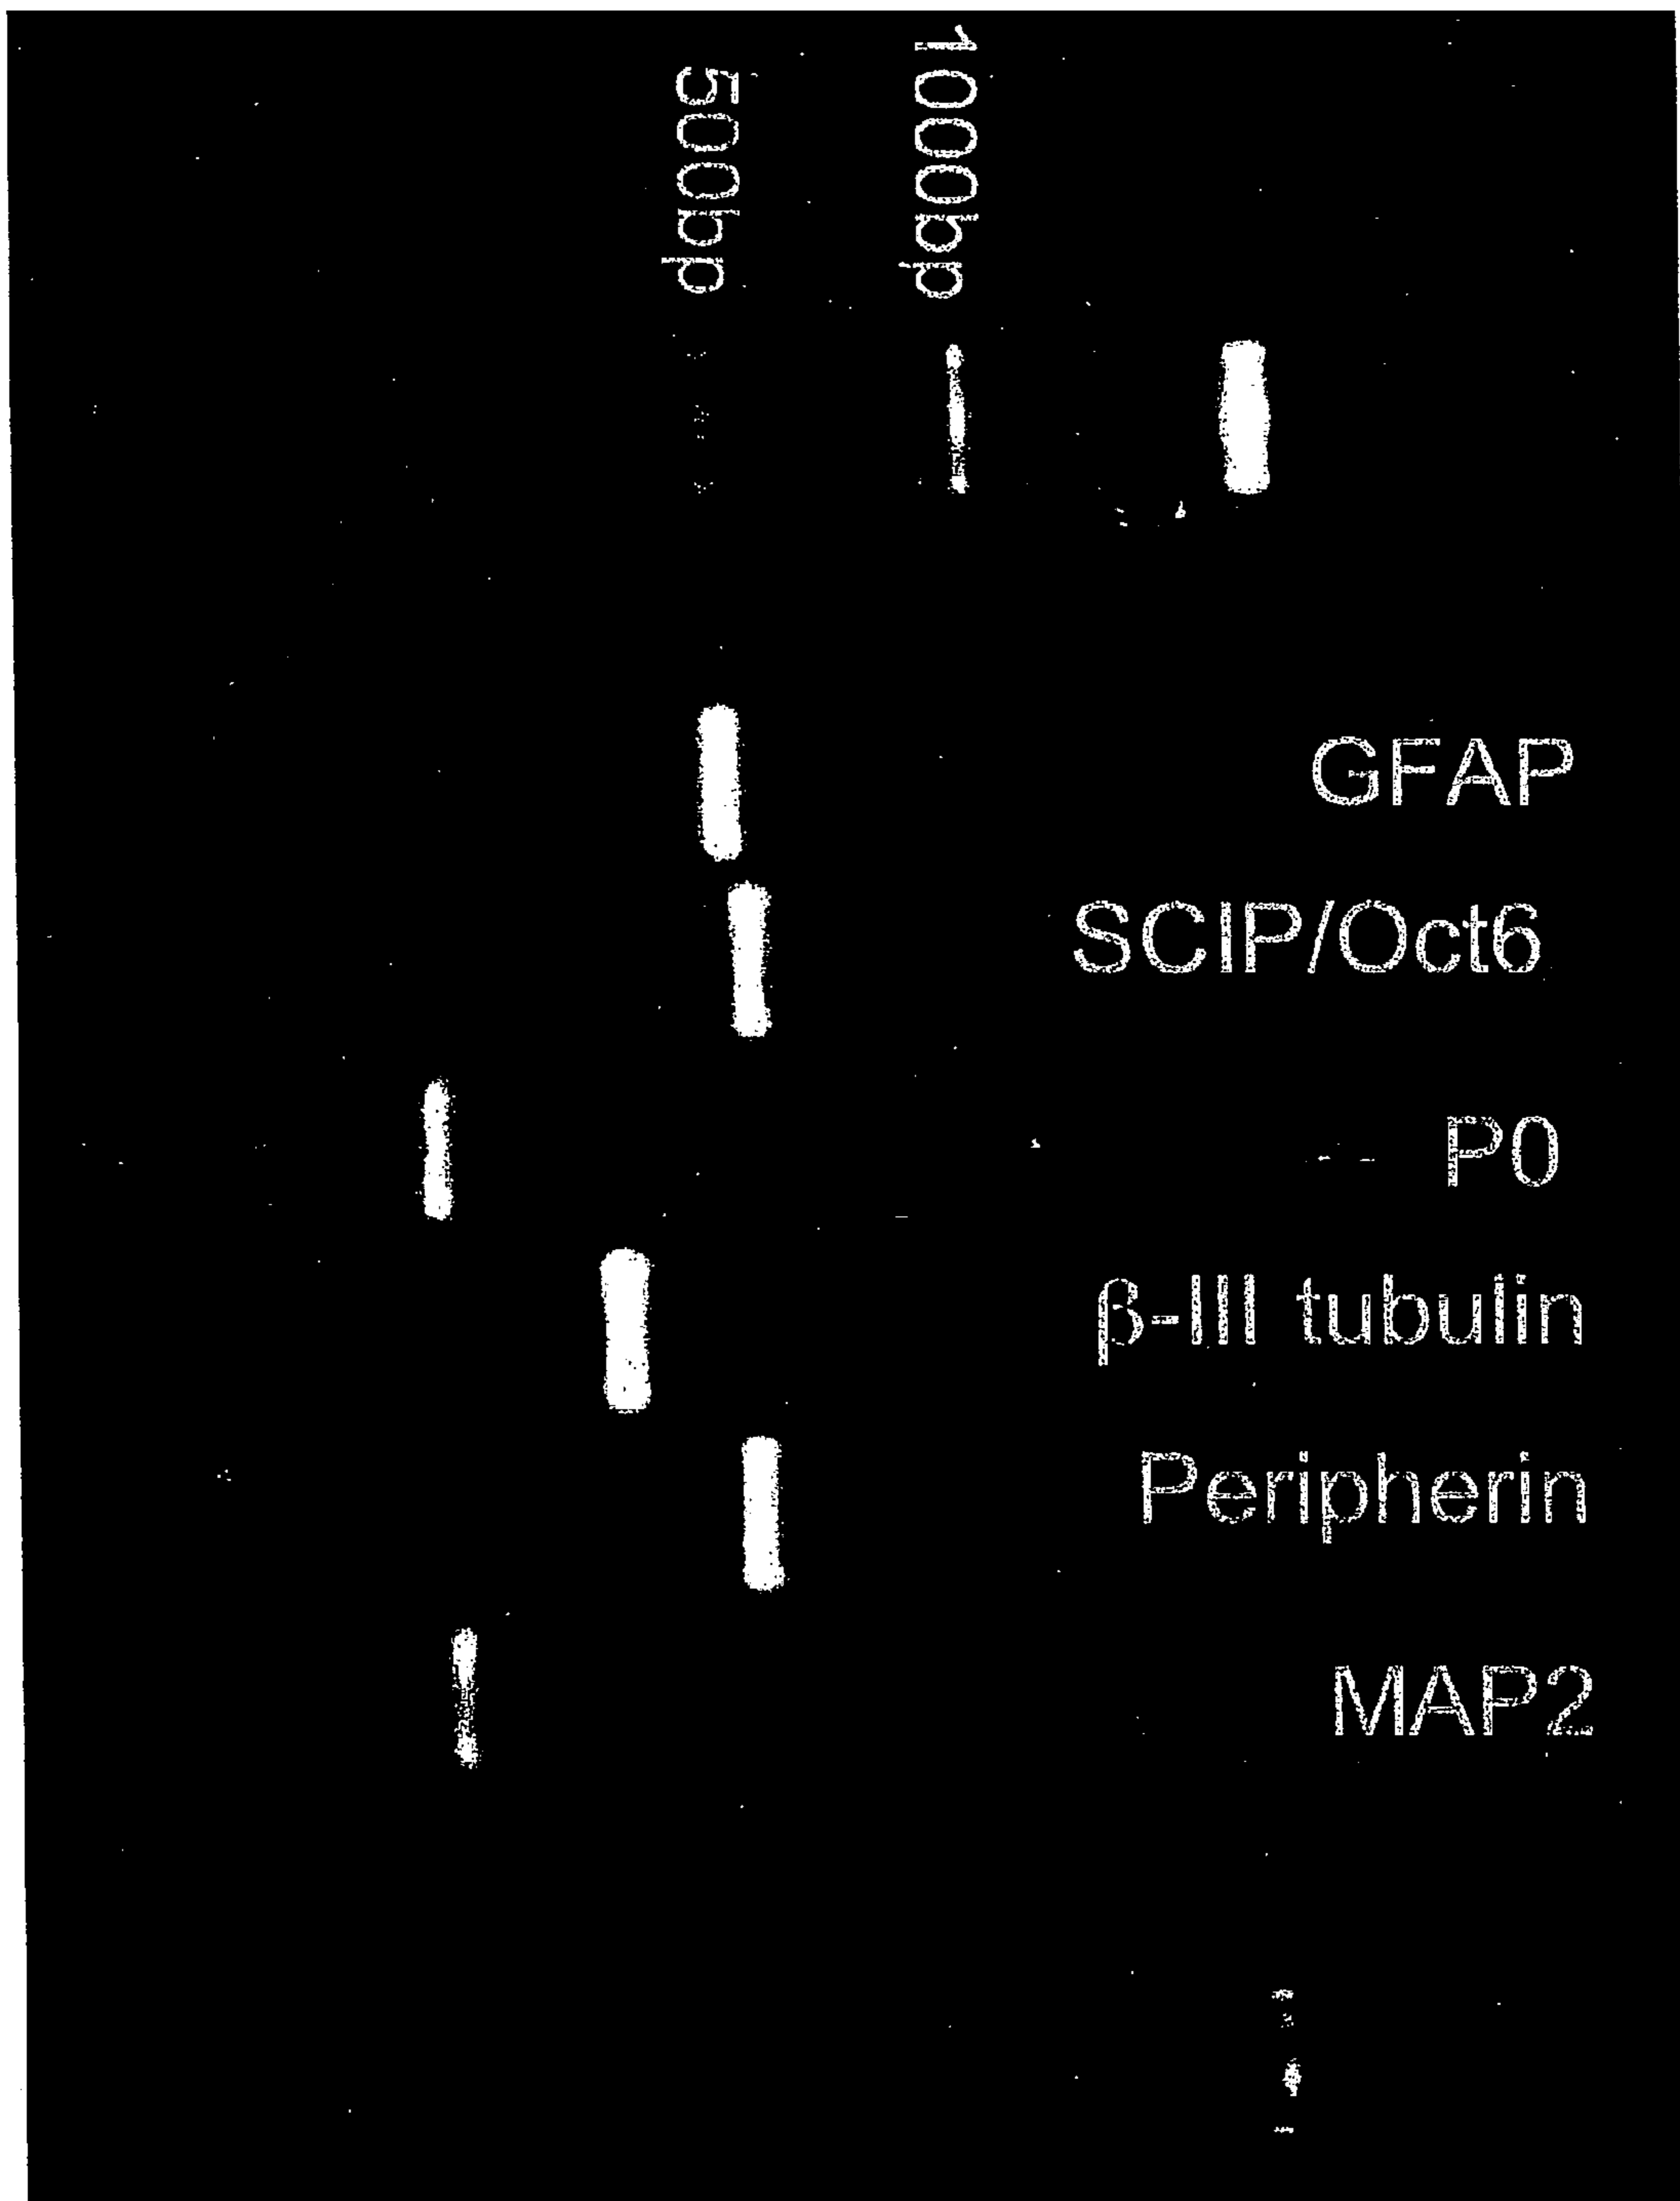 1000bp
500bp
GFAP
SCIP/Oct6
P0
β-III tubulin
Peripherin
MAP2